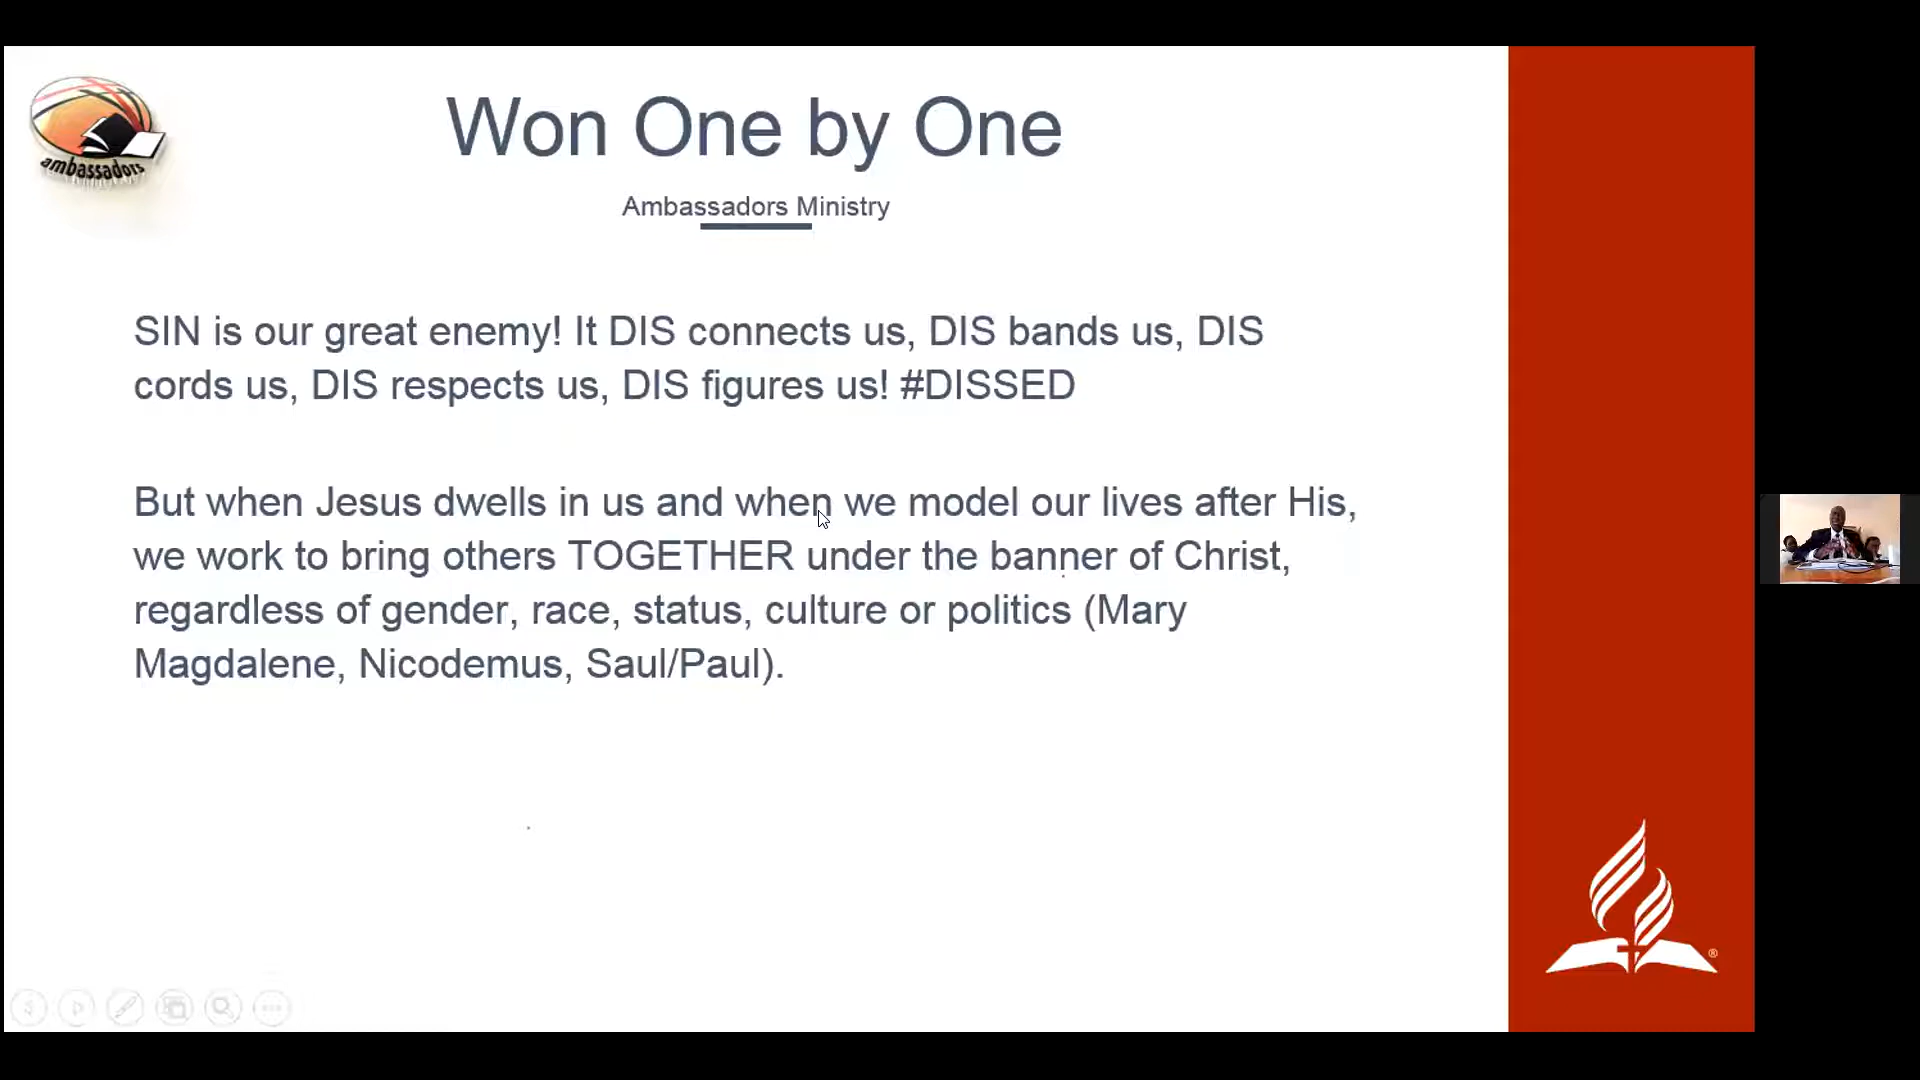 ambassadors
Won One by One
Ambassadors Ministry
SIN is our great enemy! It DIS connects us, DIS bands us, DIS
cords us, DIS respects us, DIS figures us! #DISSED
But when Jesus dwells in us and when we model our lives after His,
we work to bring others TOGETHER under the banner of Christ,
regardless of gender, race, status, culture or politics (Mary
Magdalene, Nicodemus, Saul/Paul).
®